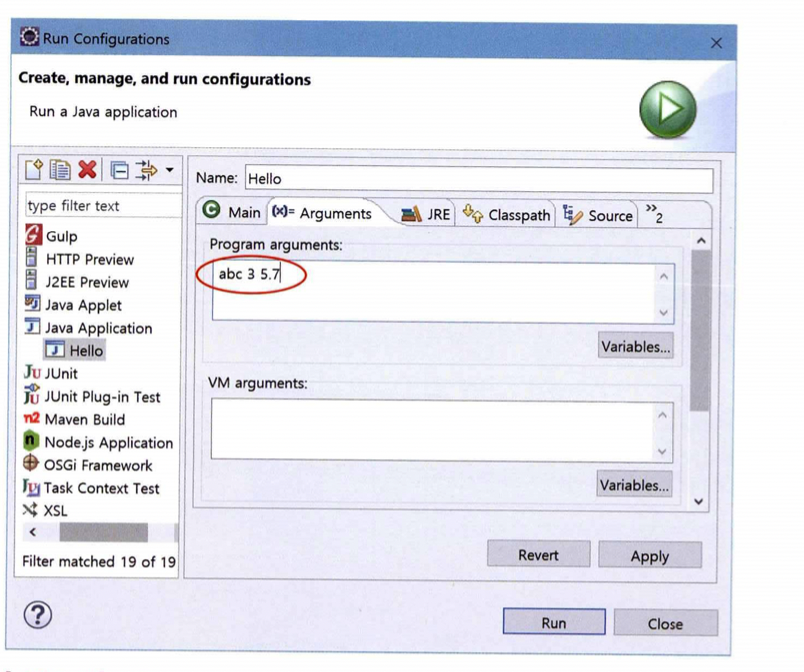 Run Configurations
Create, manage, and run configurations
Run a Java application
Name: Hello
type filter text
Main (x)= Arguments JRE Classpath Source »2
Gulp
HTTP Preview
J2EE Preview
Java Applet
Java Application
Hello
JUnit
JUnit Plug-in Test
Maven Build
Node.js Application
OSGi Framework
Task Context Test
XSL
Filter matched 19 of 19
Program arguments:
abc 3 5.7
Variables...
VM arguments:
Variables...
Revert Apply
Run Close